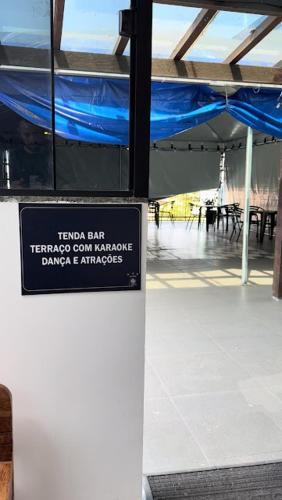 TENDA BAR
TERRAÇO COM KARAOKE
DANÇA E ATRAÇÕES